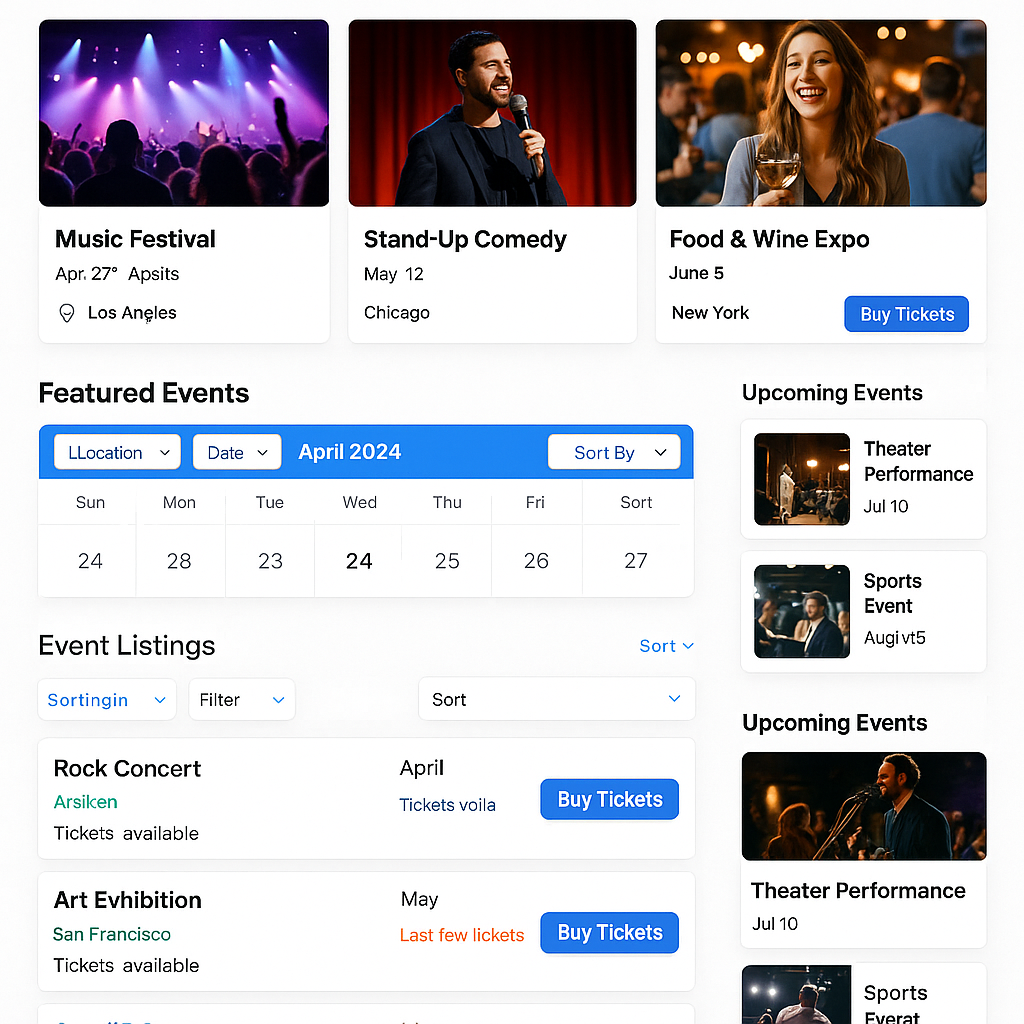 Music Festival
Apr. 27° Apsits
Los Angeles
Stand-Up Comedy
May 12
Chicago
Food & Wine Expo
June 5
New York
Buy Tickets
Featured Events
LLocation
Date
April 2024
Sort By
Sun Mon Tue Wed Thu Fri Sort
24 28 23 24 25 26 27
Event Listings
Sort
Sortingin
Filter
Sort
Rock Concert
Arsiken
Tickets available
April
Tickets voila
Buy Tickets
Art Evhibition
San Francisco
Tickets available
May
Last few lickets
Buy Tickets
Upcoming Events
Theater
Performance
Jul 10
Sports
Event
Augi vt5
Upcoming Events
Theater Performance
Jul 10
Sports
Everat